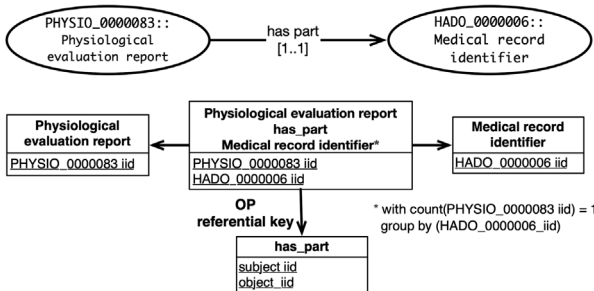 PHYSIO_0000083::
Physiological
evaluation report
has part
[1..1]
HADO_0000006::
Medical record
identifier
Physiological
evaluation report
PHYSIO_0000083 iid
Physiological evaluation report
has_part
Medical record identifier*
PHYSIO_0000083 iid
HADO_0000006 iid
Medical record
identifier
HADO_0000006 iid
OP
referential key
* with count(PHYSIO_0000083 iid) = 1
group by (HADO_0000006_iid)
has_part
subject iid
object_iid